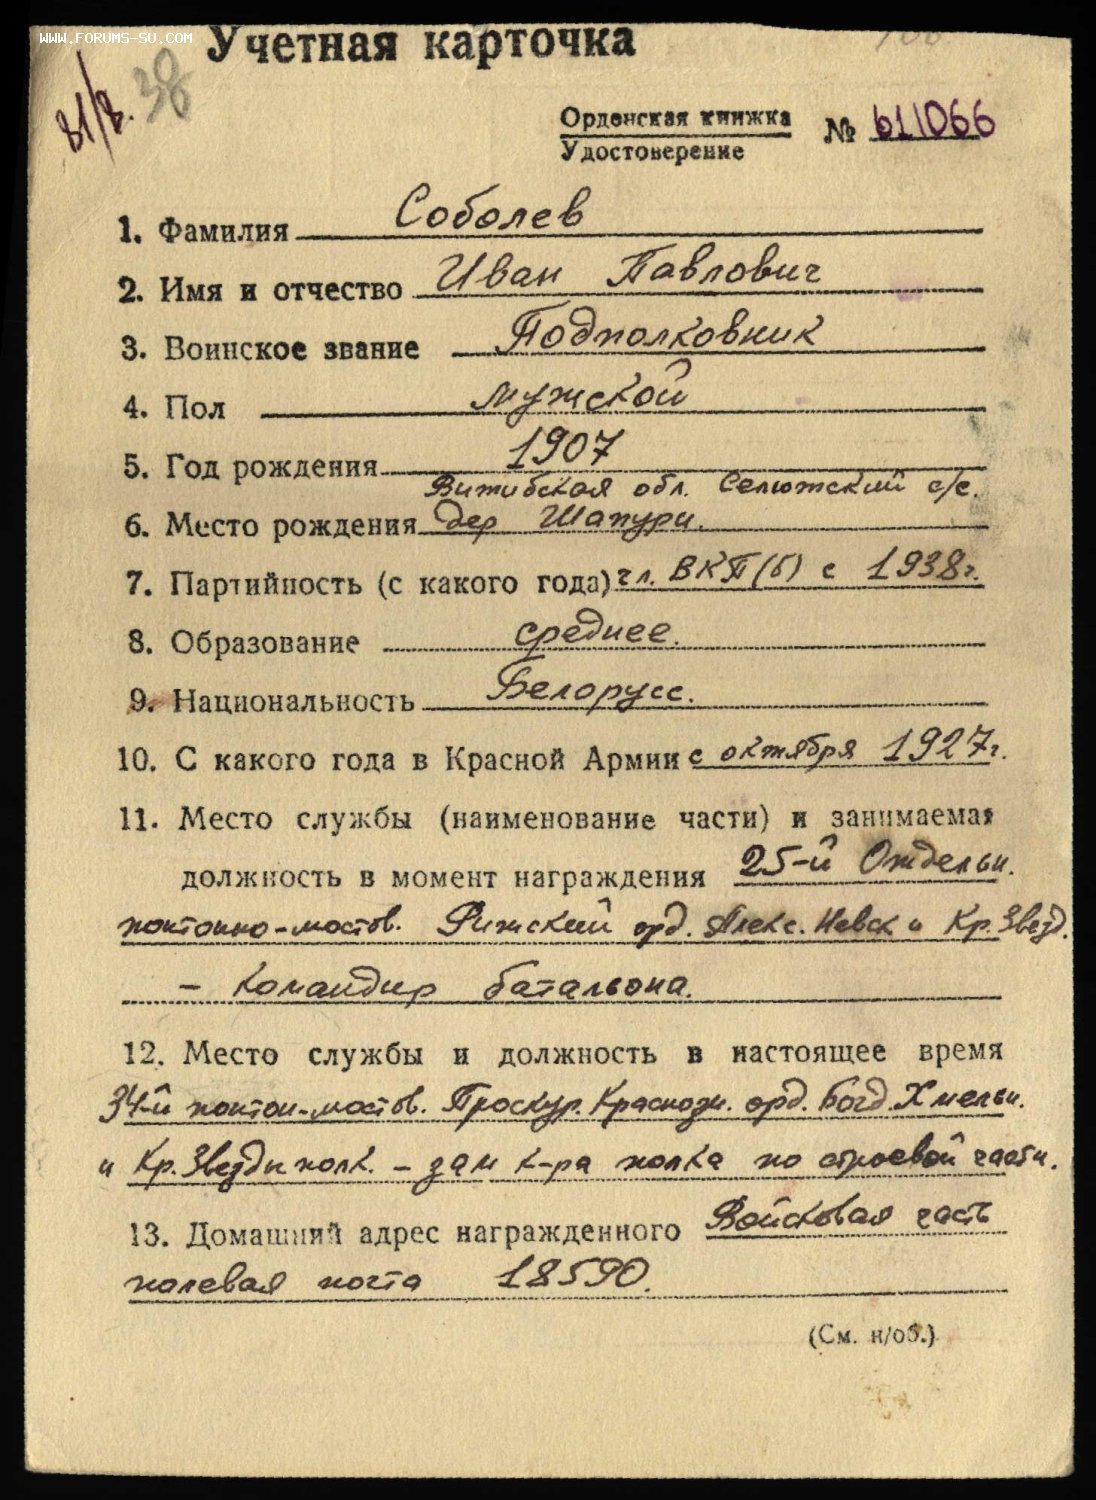 WWW.FORUMS-SU.COM
Учетная карточка
38
Орденская книжка
Удостоверение
№ 611066
1. Фамилия Соболев
2. Имя и отчество Иван Павлович
3. Воинское звание Подполковник
4. Пол мужской
5. Год рождения 1907
Витибская обл. Селютский с/с.
6. Место рождения дер Шапури.
7. Партийность (с какого года) чл. ВКП(б) с 1938г.
8. Образование среднее.
9. Национальность Белорусс.
10. С какого года в Красной Армии с октября 1927г.
11. Место службы (наименование части) и занимаемая
должность в момент награждения 25-й Отдельн.
понтонно-мостов. Рижский орд. Алекс. Невск и Кр. Звезд.
- командир батальона.
12. Место службы и должность в настоящее время
34-й понтон-мостов. Проскур. Краснозн. орд. Богд. Хмельн.
и Кр. Звезды полк. - зам к-ра полка по строевой части.
13. Домашний адрес награжденного Войсковая часть
полевая почта 18590.
(См. н/об.)